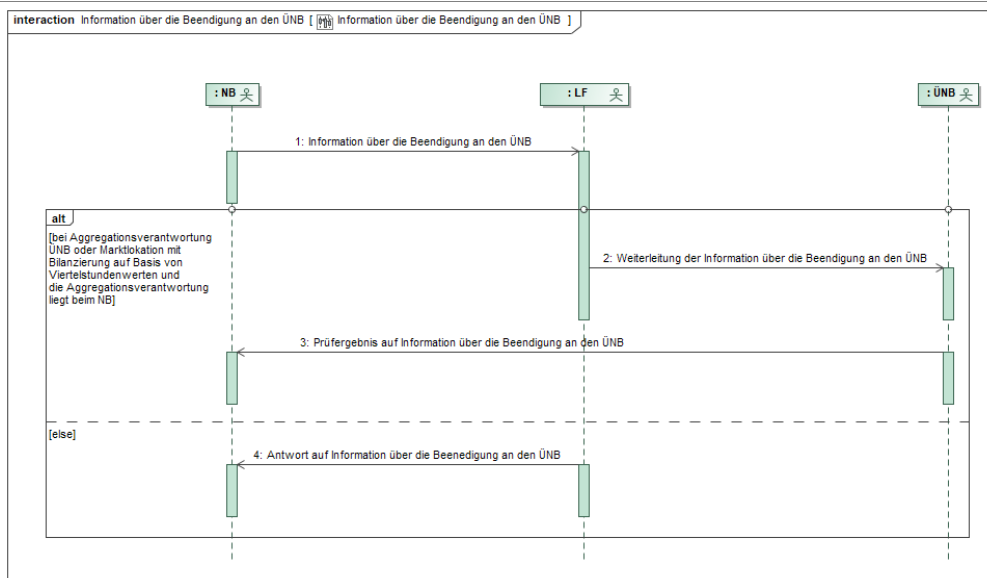 interaction Information über die Beendigung an den ÜNB [ Information über die Beendigung an den ÜNB ]
: NB
: LF
: ÜNB
1: Information über die Beendigung an den ÜNB
alt
[bei Aggregationsverantwortung
ÜNB oder Marktlokation mit
Bilanzierung auf Basis von
Viertelstundenwerten und
die Aggregationsverantwortung
liegt beim NB]
2: Weiterleitung der Information über die Beendigung an den ÜNB
3: Prüfergebnis auf Information über die Beendigung an den ÜNB
[else]
4: Antwort auf Information über die Beenedigung an den ÜNB